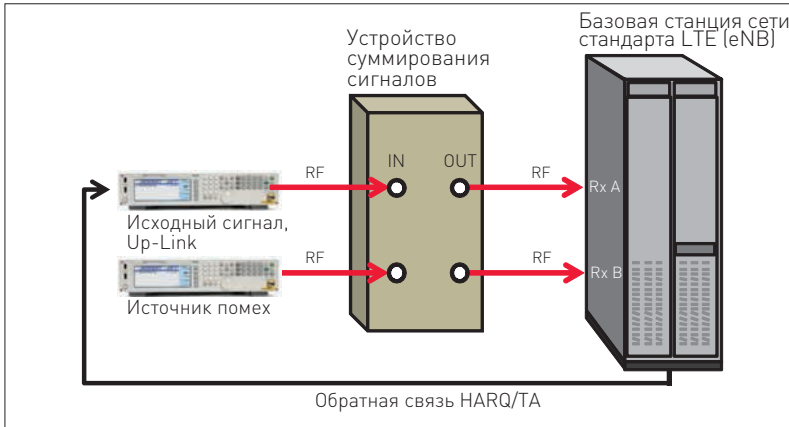 Базовая станция сети
стандарта LTE (eNB)
Устройство
суммирования
сигналов
IN
OUT
RF
RF
Rx A
Исходный сигнал,
Up-Link
RF
RF
Rx B
Источник помех
Обратная связь HARQ/TA